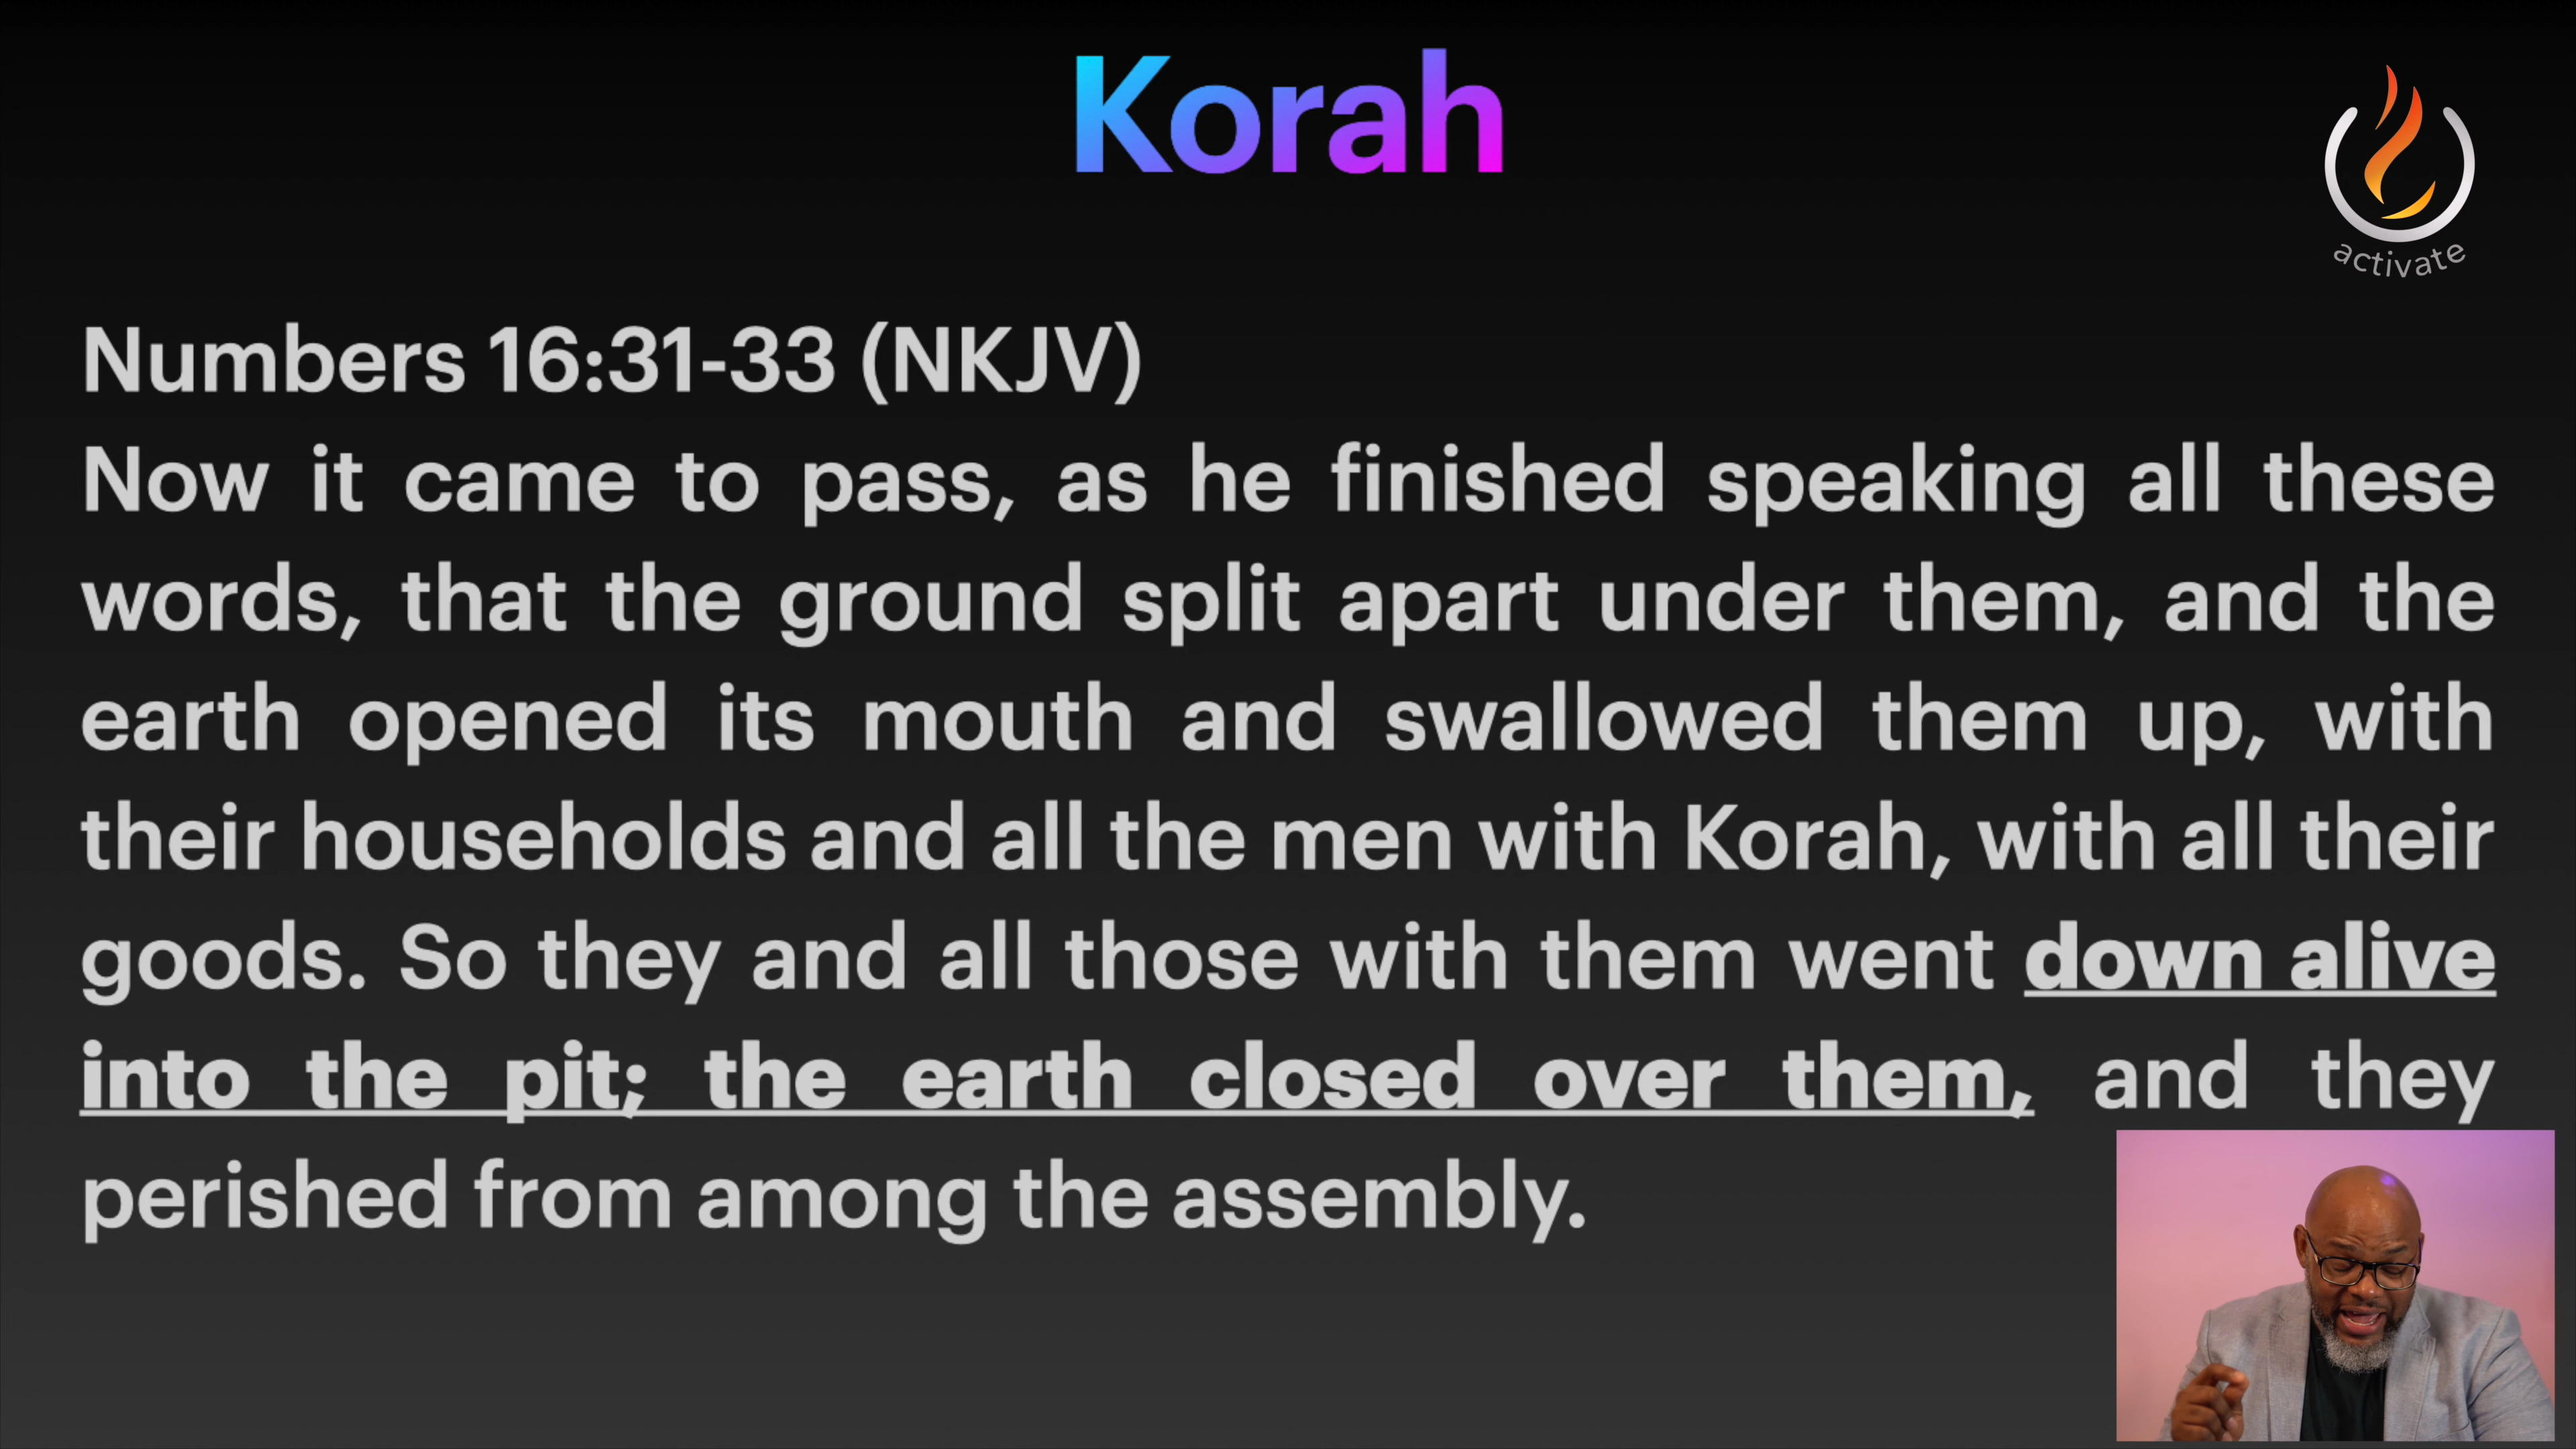 Korah
activate
Numbers 16:31-33 (NKJV)
Now it came to pass, as he finished speaking all these
words, that the ground split apart under them, and the
earth opened its mouth and swallowed them up, with
their households and all the men with Korah, with all their
goods. So they and all those with them went down alive
into the pit; the earth closed over them, and they
perished from among the assembly.